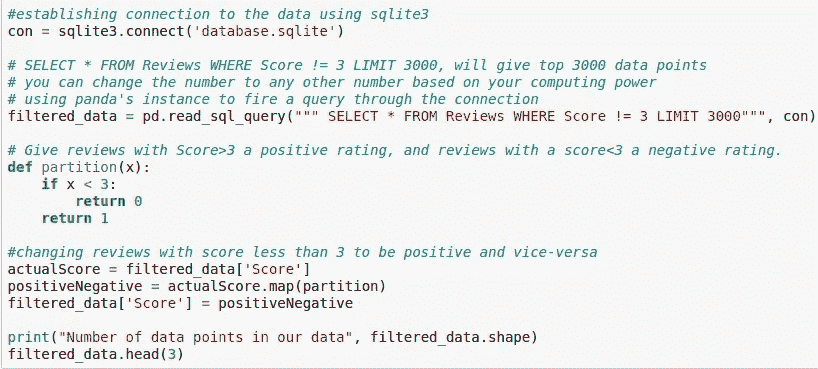 #establishing connection to the data using sqlite3
con = sqlite3.connect('database.sqlite')
# SELECT * FROM Reviews WHERE Score != 3 LIMIT 3000, will give top 3000 data points
# you can change the number to any other number based on your computing power
# using panda's instance to fire a query through the connection
filtered_data = pd.read_sql_query(""" SELECT * FROM Reviews WHERE Score != 3 LIMIT 3000""", con)
# Give reviews with Score>3 a positive rating, and reviews with a score<3 a negative rating.
def partition(x):
    if x < 3:
        return 0
    return 1
#changing reviews with score less than 3 to be positive and vice-versa
actualScore = filtered_data['Score']
positiveNegative = actualScore.map(partition)
filtered_data['Score'] = positiveNegative
print("Number of data points in our data", filtered_data.shape)
filtered_data.head(3)